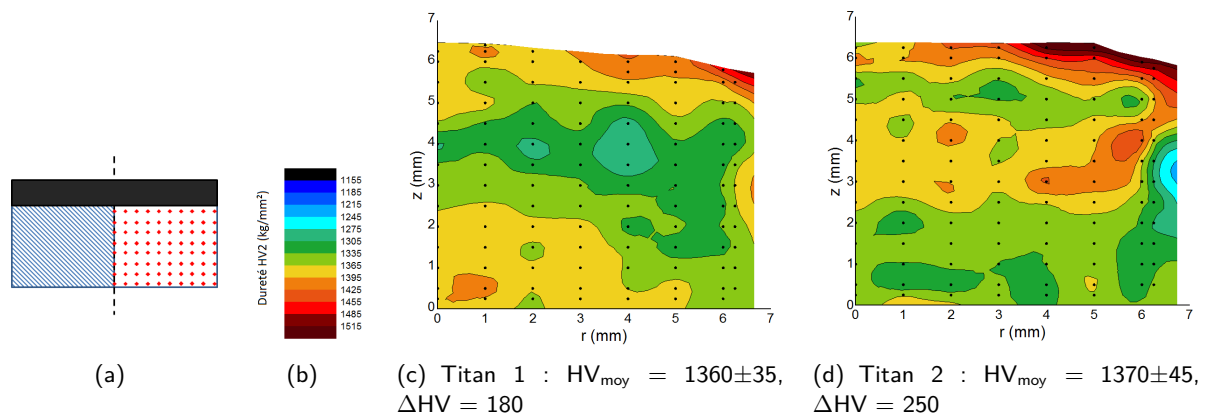 Dureté HV2 (kg/mm²)
1155
1185
1215
1245
1275
1305
1335
1365
1395
1425
1455
1485
1515
7
6
5
4
3
2
1
0
z (mm)
0 1 2 3 4 5 6 7
r (mm)
7
6
5
4
3
2
1
0
z (mm)
0 1 2 3 4 5 6 7
r (mm)
(a)
(b)
(c) Titan 1 : HVmoy = 1360±35,
ΔHV = 180
(d) Titan 2 : HVmoy = 1370±45,
ΔHV = 250